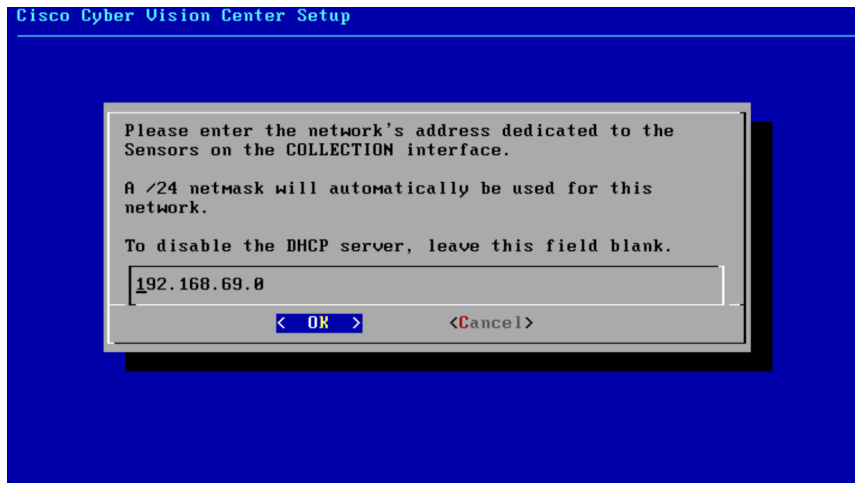 Cisco Cyber Vision Center Setup
Please enter the network's address dedicated to the
Sensors on the COLLECTION interface.
A /24 netmask will automatically be used for this
network.
To disable the DHCP server, leave this field blank.
192.168.69.0
< OK > <Cancel>